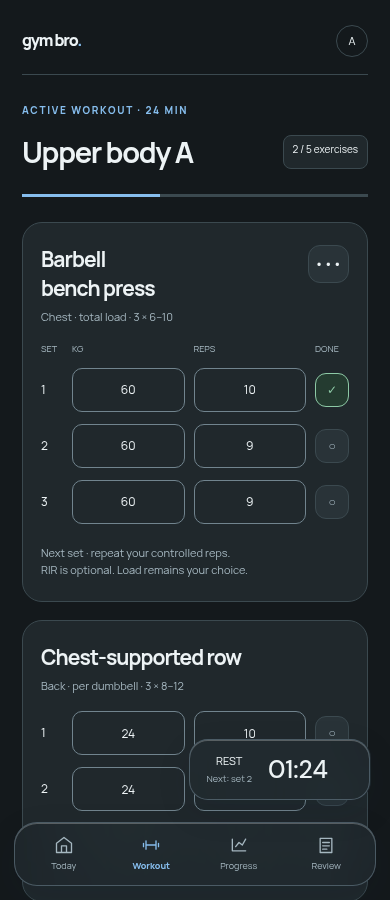 gym bro.
A
ACTIVE WORKOUT · 24 MIN
Upper body A
2 / 5 exercises
Barbell
bench press
Chest · total load · 3 × 6–10
SET KG REPS DONE
1 60 10 ✓
2 60 9 ○
3 60 9 ○
Next set · repeat your controlled reps.
RIR is optional. Load remains your choice.
Chest-supported row
Back · per dumbbell · 3 × 8–12
1 24 10 ○
REST
Next: set 2
01:24
2 24
Today Workout Progress Review